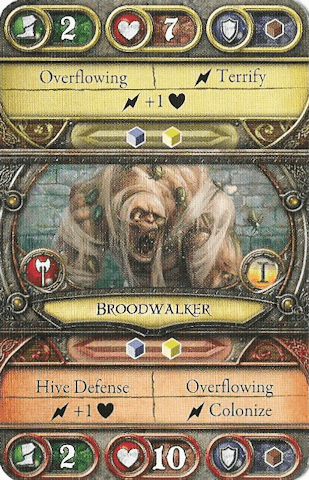 2 7
Overflowing Terrify
+1
BROODWALKER
I
Hive Defense Overflowing
+1 Colonize
2 10